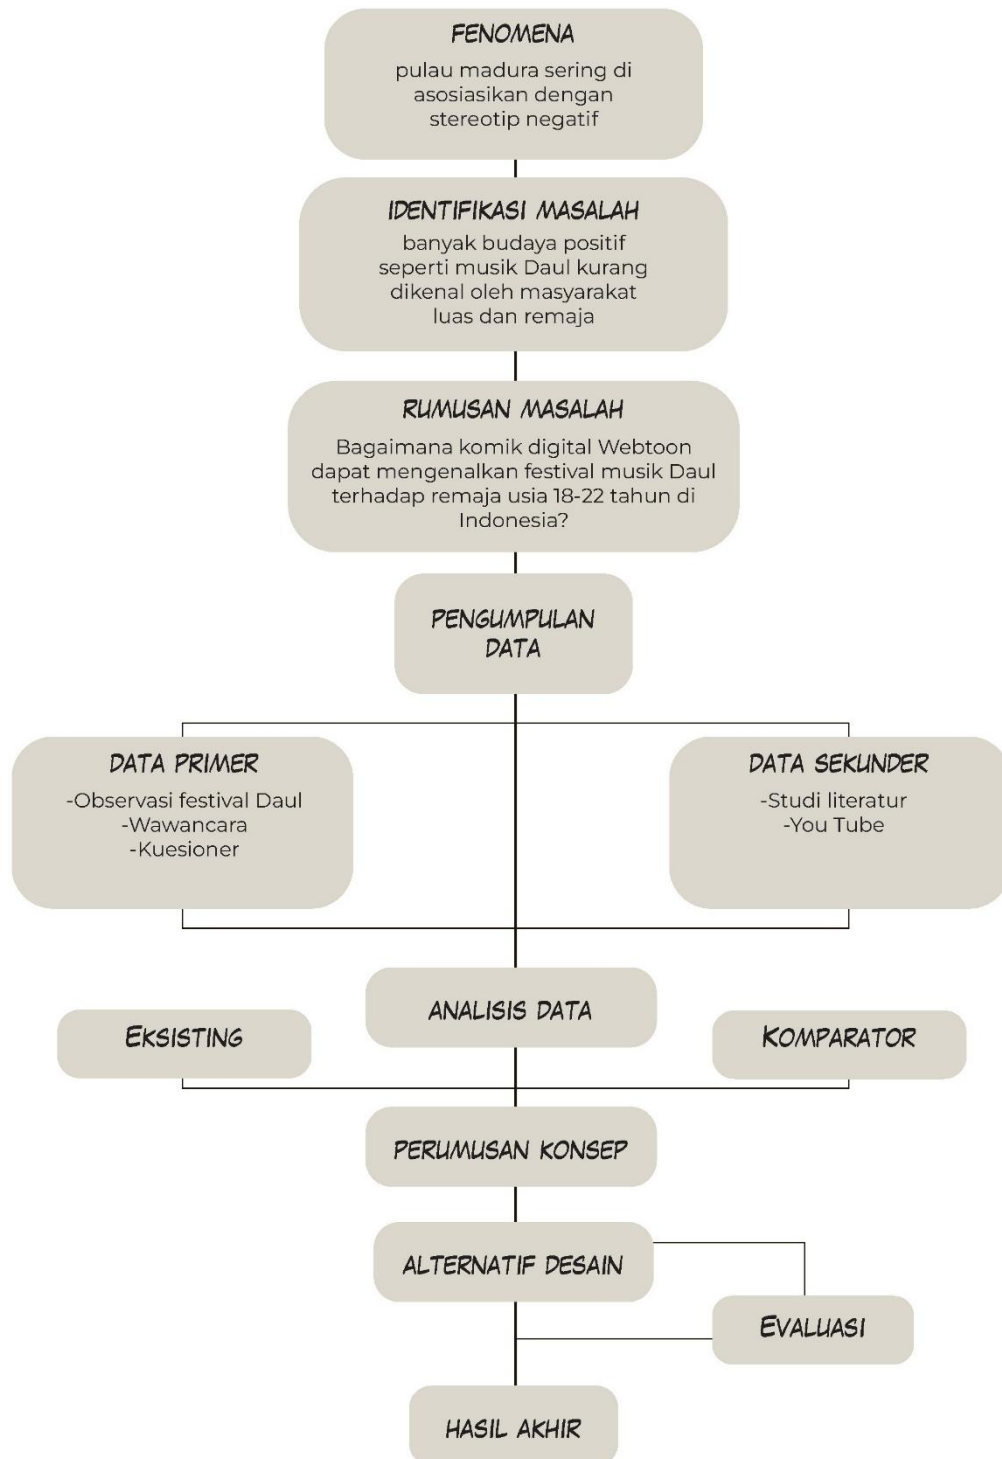 FENOMENA
pulau madura sering di
asosiasikan dengan
stereotip negatif
IDENTIFIKASI MASALAH
banyak budaya positif
seperti musik Daul kurang
dikenal oleh masyarakat
luas dan remaja
RUMUSAN MASALAH
Bagaimana komik digital Webtoon
dapat mengenalkan festival musik Daul
terhadap remaja usia 18-22 tahun di
Indonesia?
PENGUMPULAN
DATA
DATA PRIMER
-Observasi festival Daul
-Wawancara
-Kuesioner
DATA SEKUNDER
-Studi literatur
-You Tube
ANALISIS DATA
EKSISTING
KOMPARATOR
PERUMUSAN KONSEP
ALTERNATIF DESAIN
EVALUASI
HASIL AKHIR